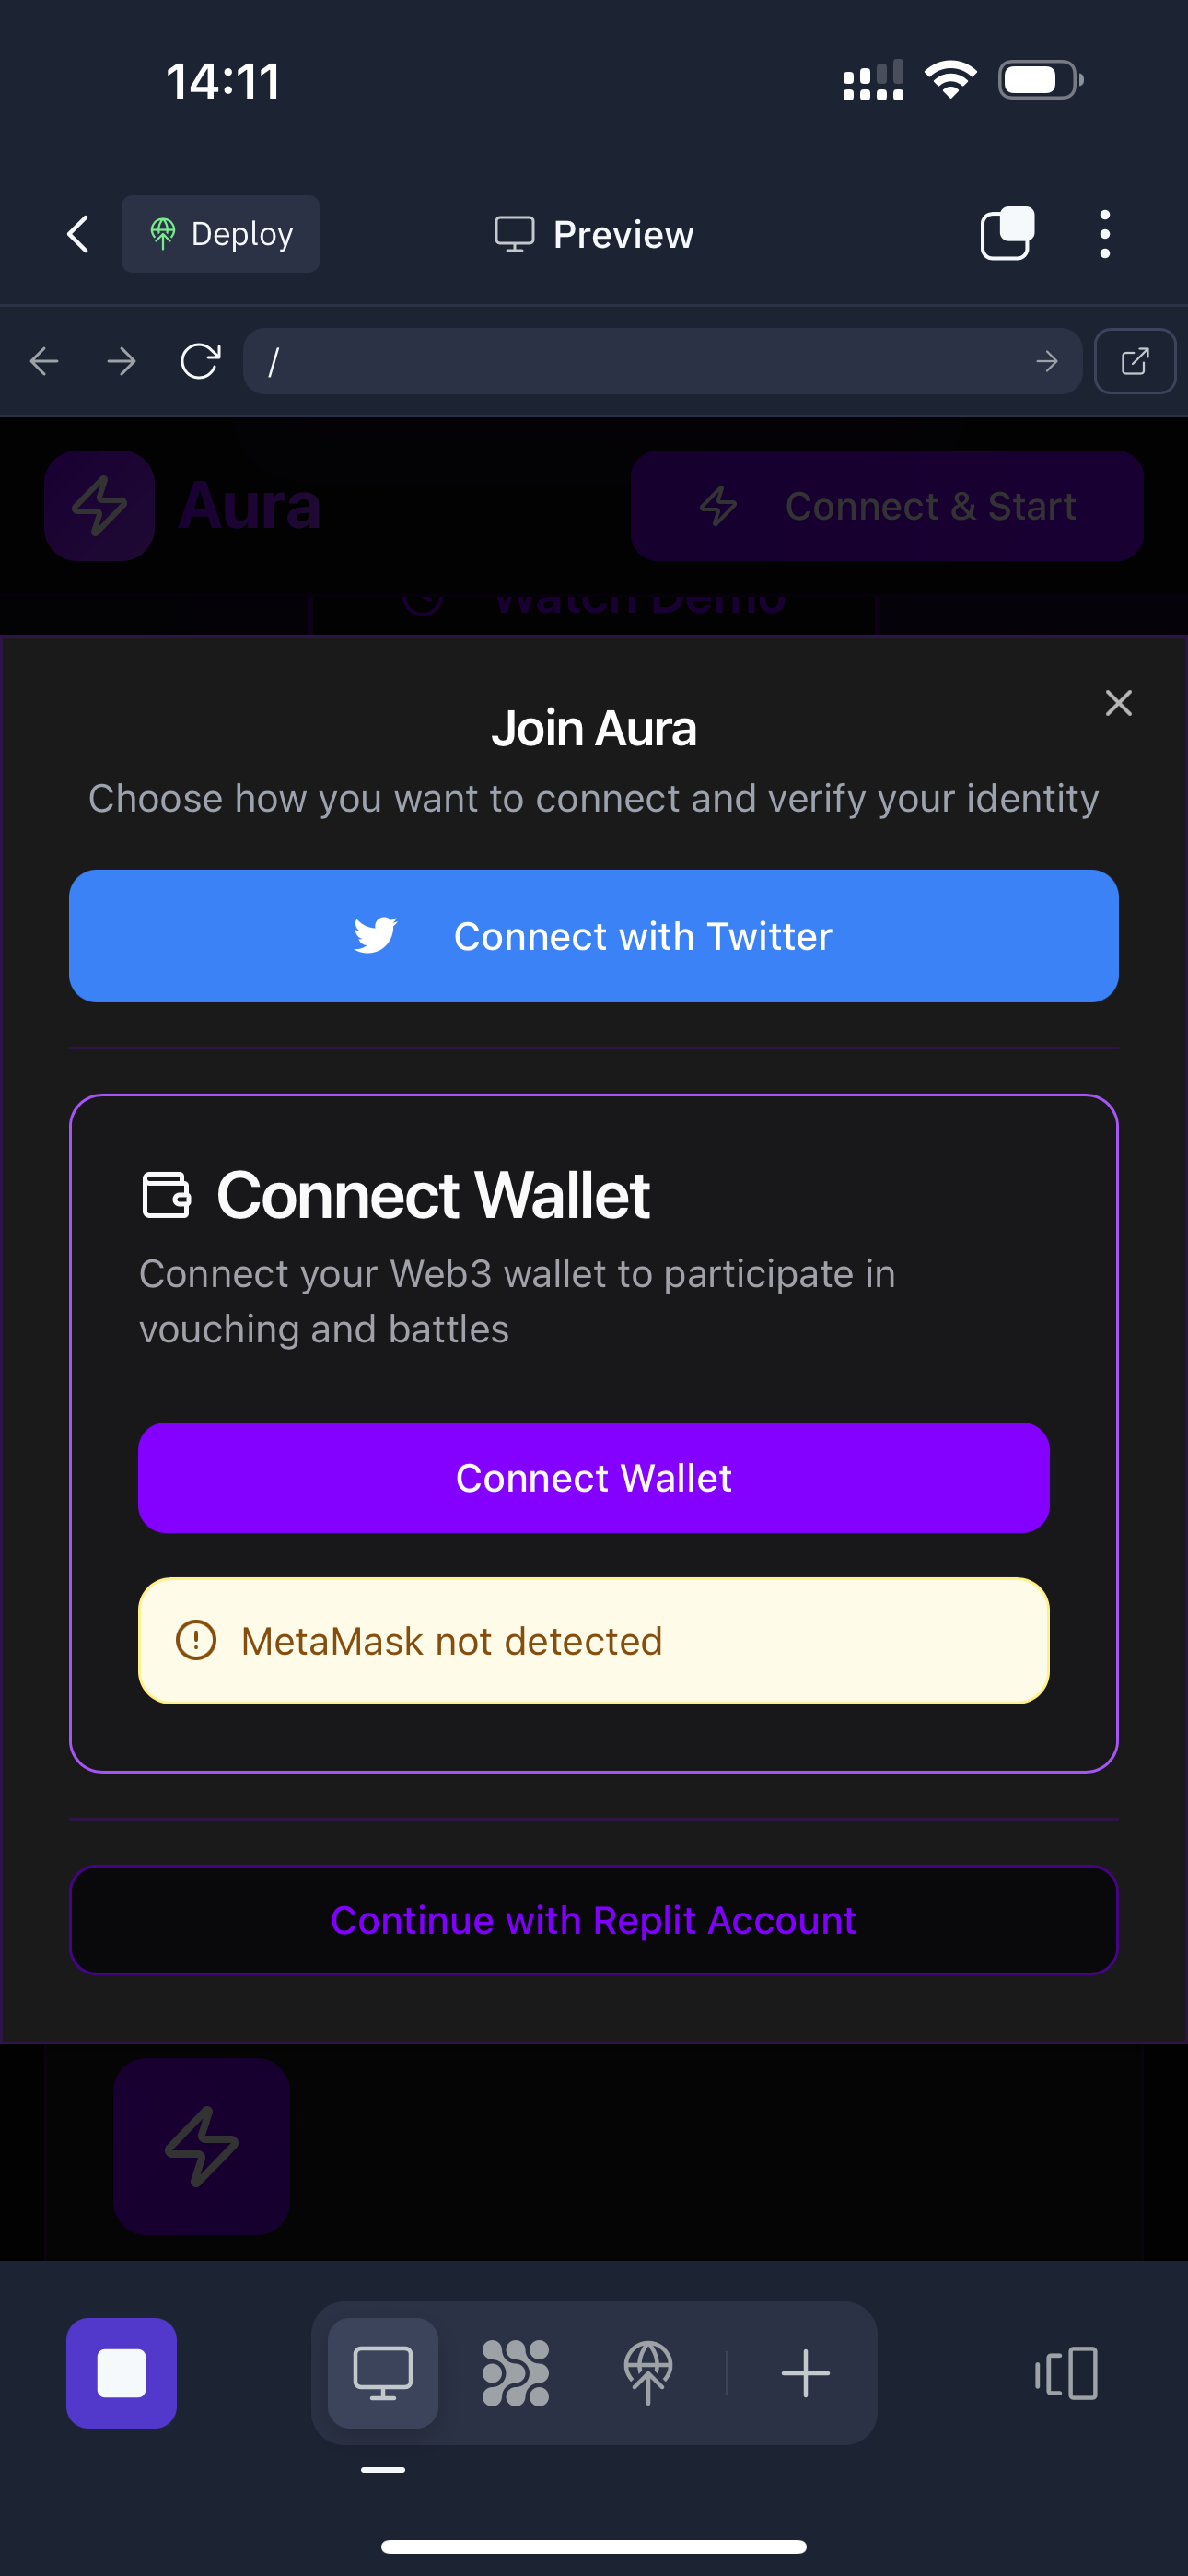 14:11
Deploy
Preview
/
Aura
Connect & Start
Watch Demo
Join Aura
Choose how you want to connect and verify your identity
Connect with Twitter
Connect Wallet
Connect your Web3 wallet to participate in
vouching and battles
Connect Wallet
MetaMask not detected
Continue with Replit Account